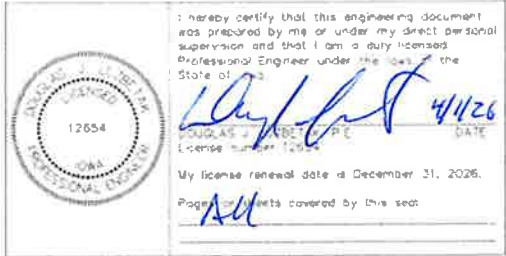 DOUGLAS J.
LICENSED
12654
IOWA
PROFESSIONAL ENGINEER
I hereby certify that this engineering document
was prepared by me or under my direct personal
supervision and that I am a duly licensed
Professional Engineer under the laws of the
State of Iowa.
4/1/26
DOUGLAS J. P.E. DATE
License number 12654
My license renewal date is December 31, 2026.
Pages or sheets covered by this seal:
All